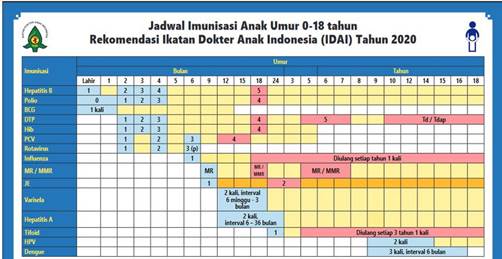 Jadwal Imunisasi Anak Umur 0-18 tahun
Rekomendasi Ikatan Dokter Anak Indonesia (IDAI) Tahun 2020
Imunisasi
Umur
Bulan Tahun
Lahir 1 2 3 4 5 6 9 12 15 18 24 3 5 6 7 8 9 10 12 14 16 18
Hepatitis B 1 2 3 4 5
Polio 0 1 2 3 4
BCG 1 kali
DTP 1 2 3 4 5 Td / Tdap
Hib 1 2 3 4
PCV 1 2 3 4
Rotavirus 1 2 3 (p)
Influenza 1 Diulang setiap tahun 1 kali
MR / MMR MR MR / MMR MR / MMR
JE 1 2
Varisela 2 kali, interval 6 minggu - 3 bulan
Hepatitis A 2 kali, interval 6 - 36 bulan
Tifoid 1 Diulang setiap 3 tahun 1 kali
HPV 2 kali
Dengue 3 kali, interval 6 bulan